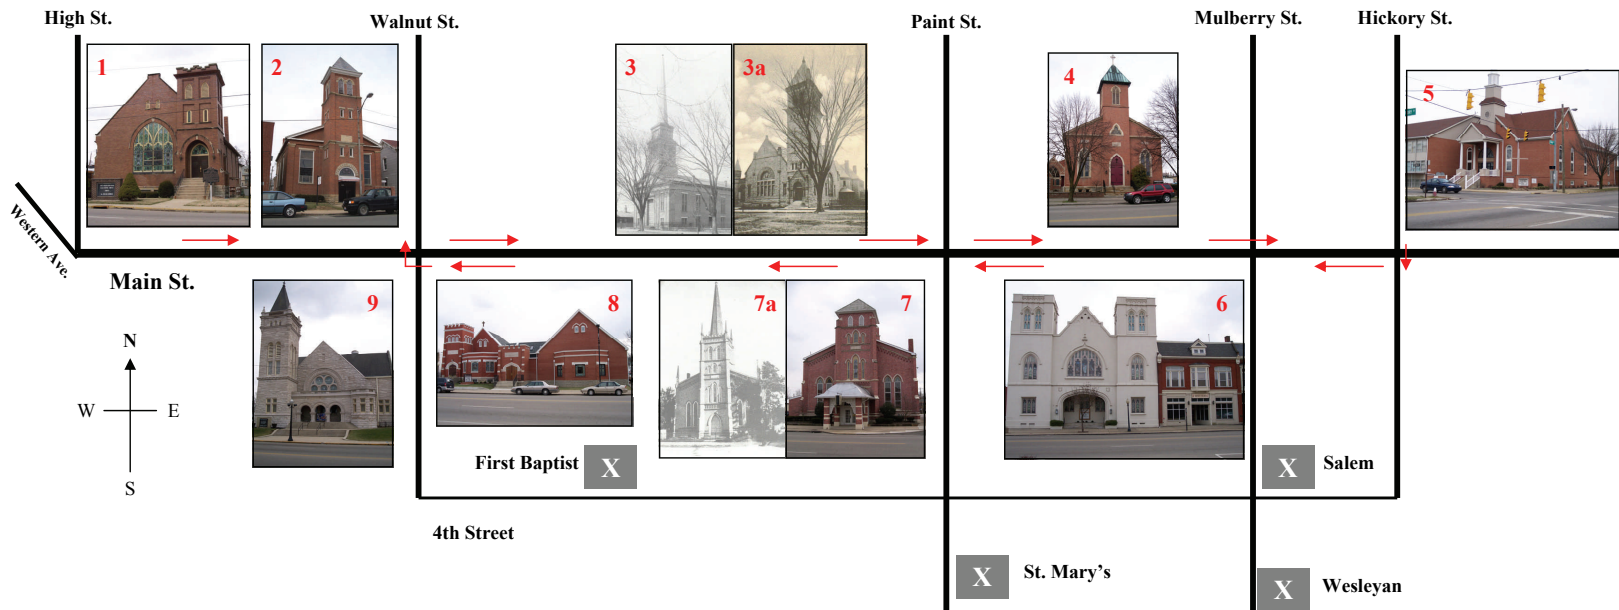 High St.
Walnut St.
Paint St.
Mulberry St.
Hickory St.
1
2
3
3a
4
5
Western Ave.
Main St.
9
8
7a
7
6
N
W
E
S
First Baptist
X
X
Salem
4th Street
X
St. Mary’s
X
Wesleyan